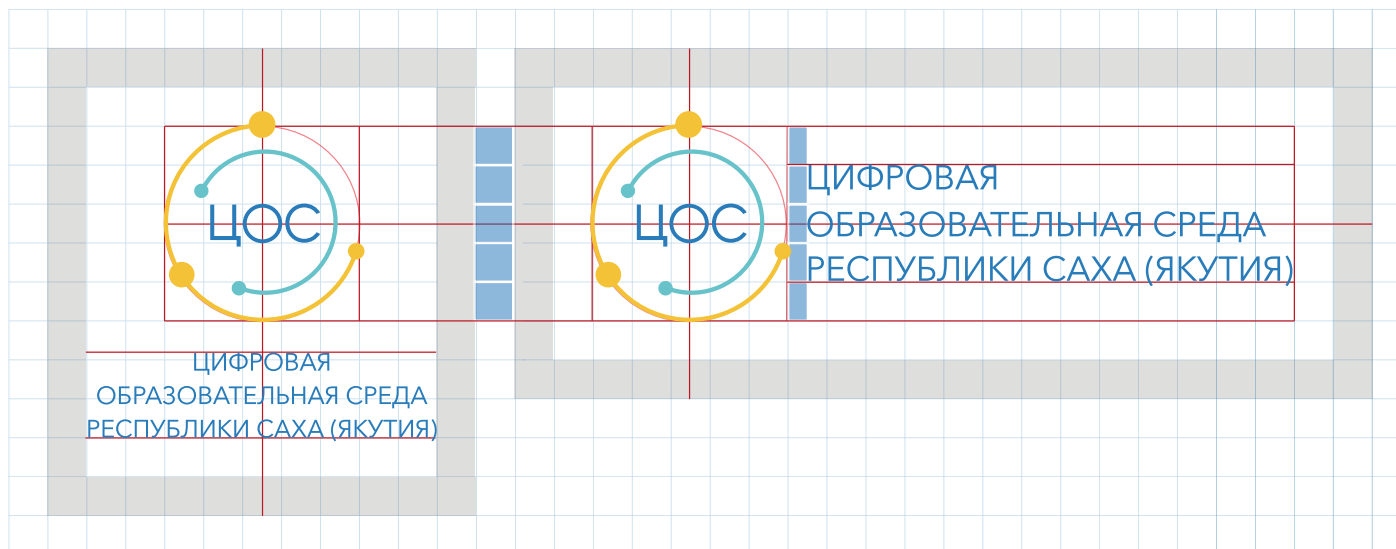 ЦОС
ЦИФРОВАЯ
ОБРАЗОВАТЕЛЬНАЯ СРЕДА
РЕСПУБЛИКИ САХА (ЯКУТИЯ)
ЦОС
ЦИФРОВАЯ
ОБРАЗОВАТЕЛЬНАЯ СРЕДА
РЕСПУБЛИКИ САХА (ЯКУТИЯ)